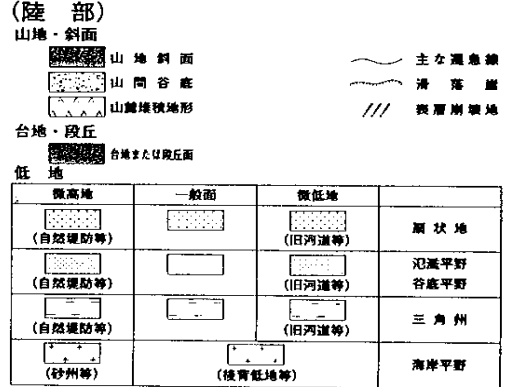 (陸 部)
山地・斜面
山 地 斜 面
山 間 谷 底
山麓堆積地形
主な遷急線
滑 落 崖
表層崩壊地
台地・段丘
台地または段丘面
低 地
微高地 一般面 微低地
(自然堤防等) (旧河道等) 扇 状 地
(自然堤防等) (旧河道等) 氾濫平野
谷底平野
(自然堤防等) (旧河道等) 三 角 州
(砂州等) (後背低地等) 海岸平野